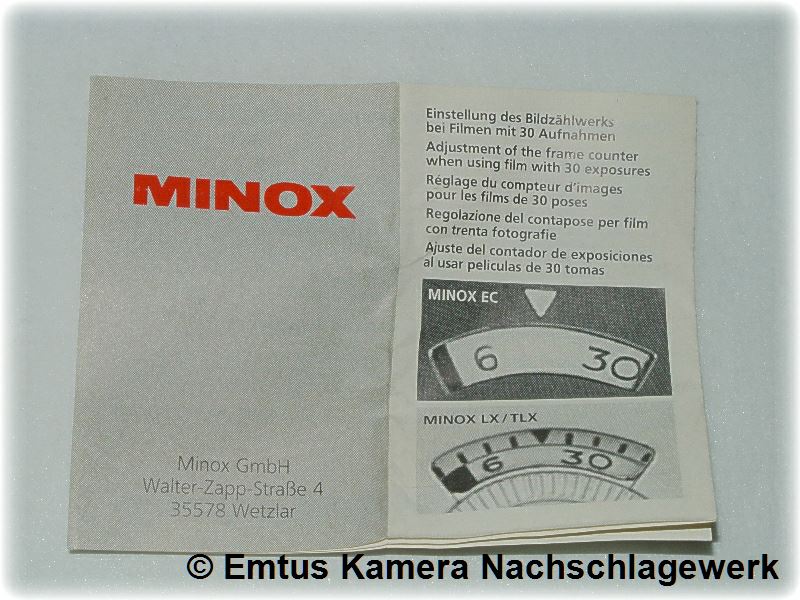 MINOX
Minox GmbH
Walter-Zapp-Straße 4
35578 Wetzlar
Einstellung des Bildzählwerks
bei Filmen mit 30 Aufnahmen
Adjustment of the frame counter
when using film with 30 exposures
Réglage du compteur d'images
pour les films de 30 poses
Regolazione del contapose per film
con trenta fotografie
Ajuste del contador de exposiciones
al usar peliculas de 30 tomas
MINOX EC
6 30
MINOX LX/TLX
6 30
© Emtus Kamera Nachschlagewerk